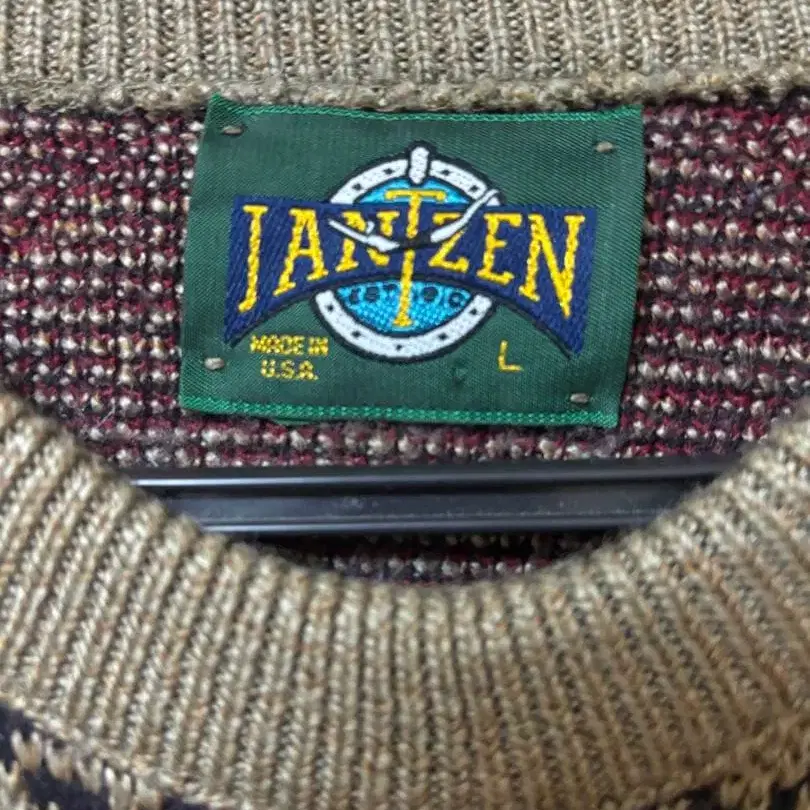 JANTZEN
EST. 1910
MADE IN
U.S.A.
L